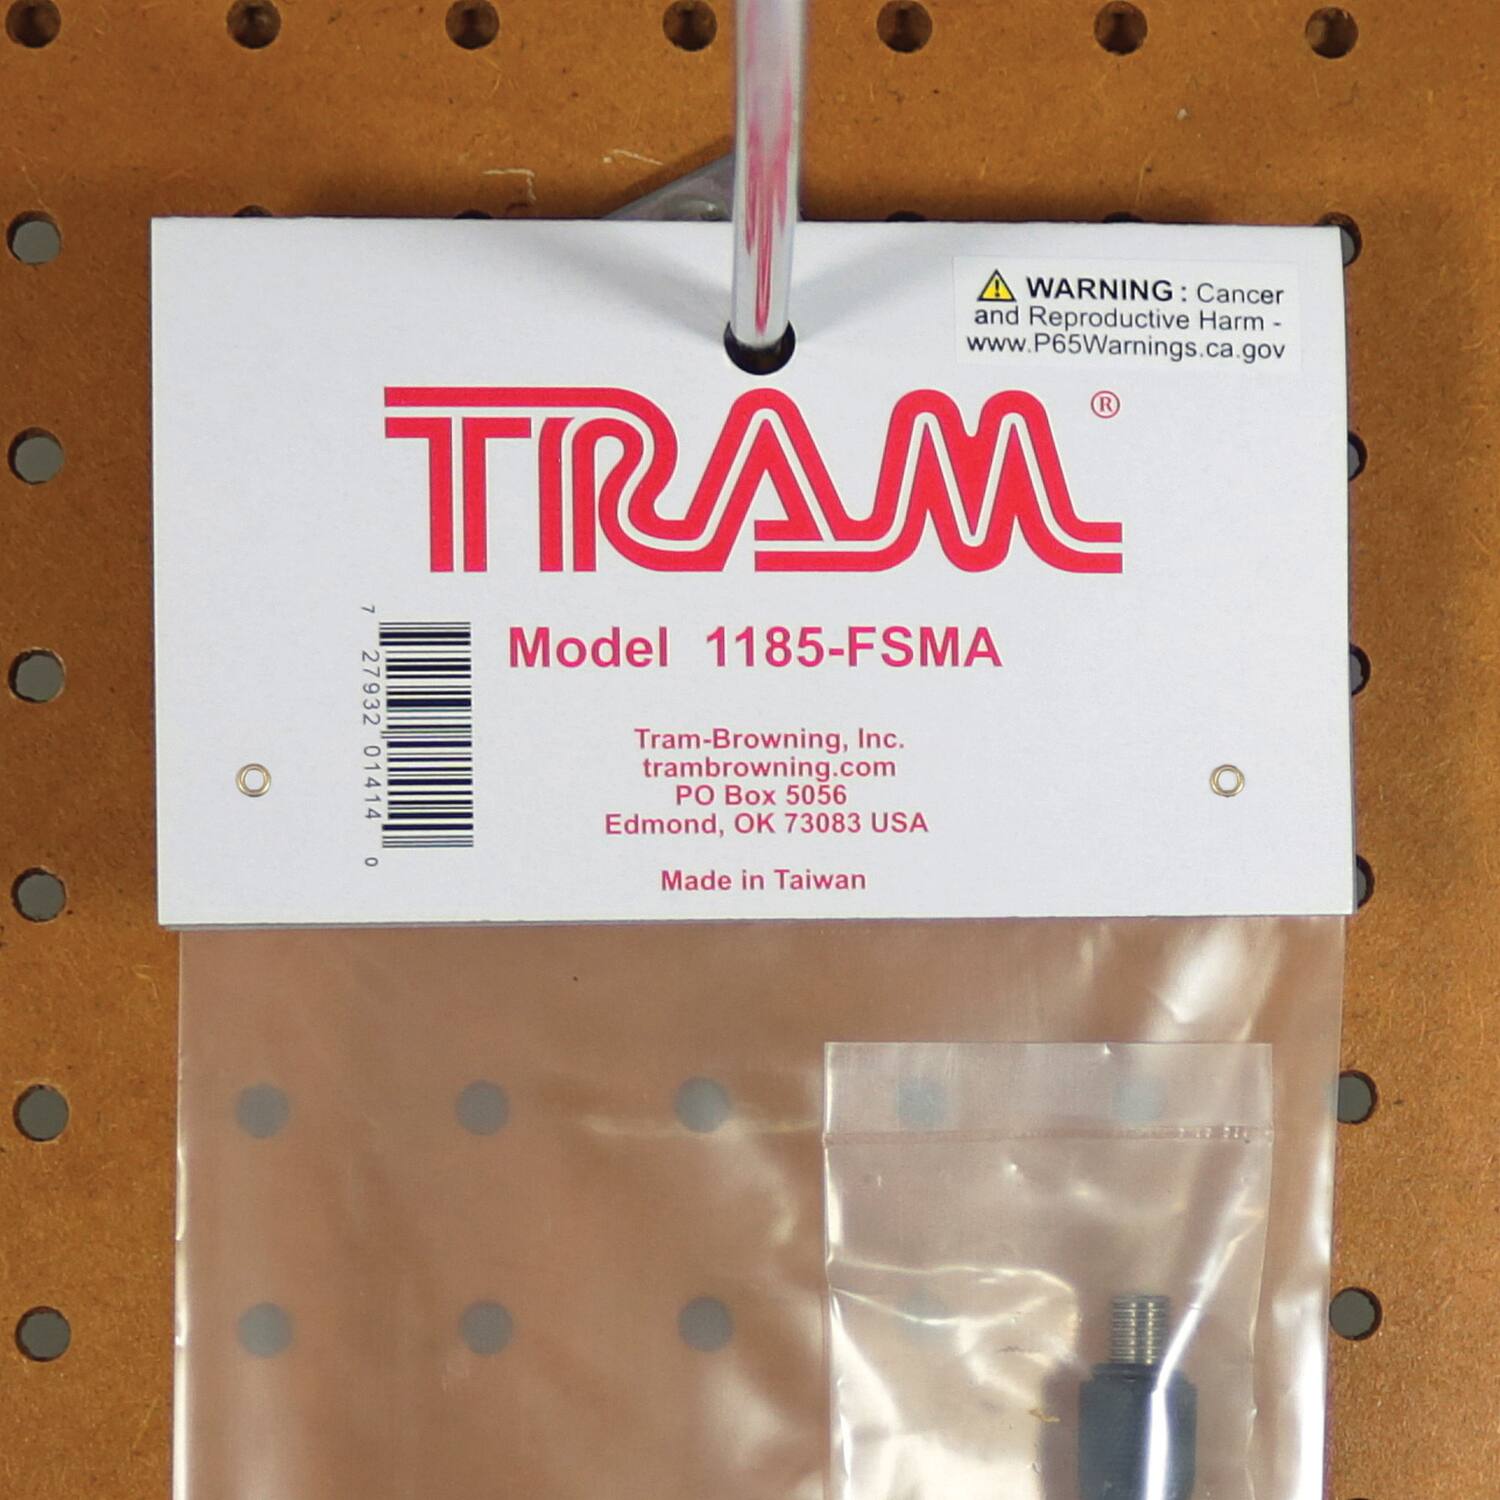 WARNING : Cancer
and Reproductive Harm -
www.P65Warnings.ca.gov
TRAM®
Model 1185-FSMA
7 27932 01414 0
Tram-Browning, Inc.
trambrowning.com
PO Box 5056
Edmond, OK 73083 USA
Made in Taiwan